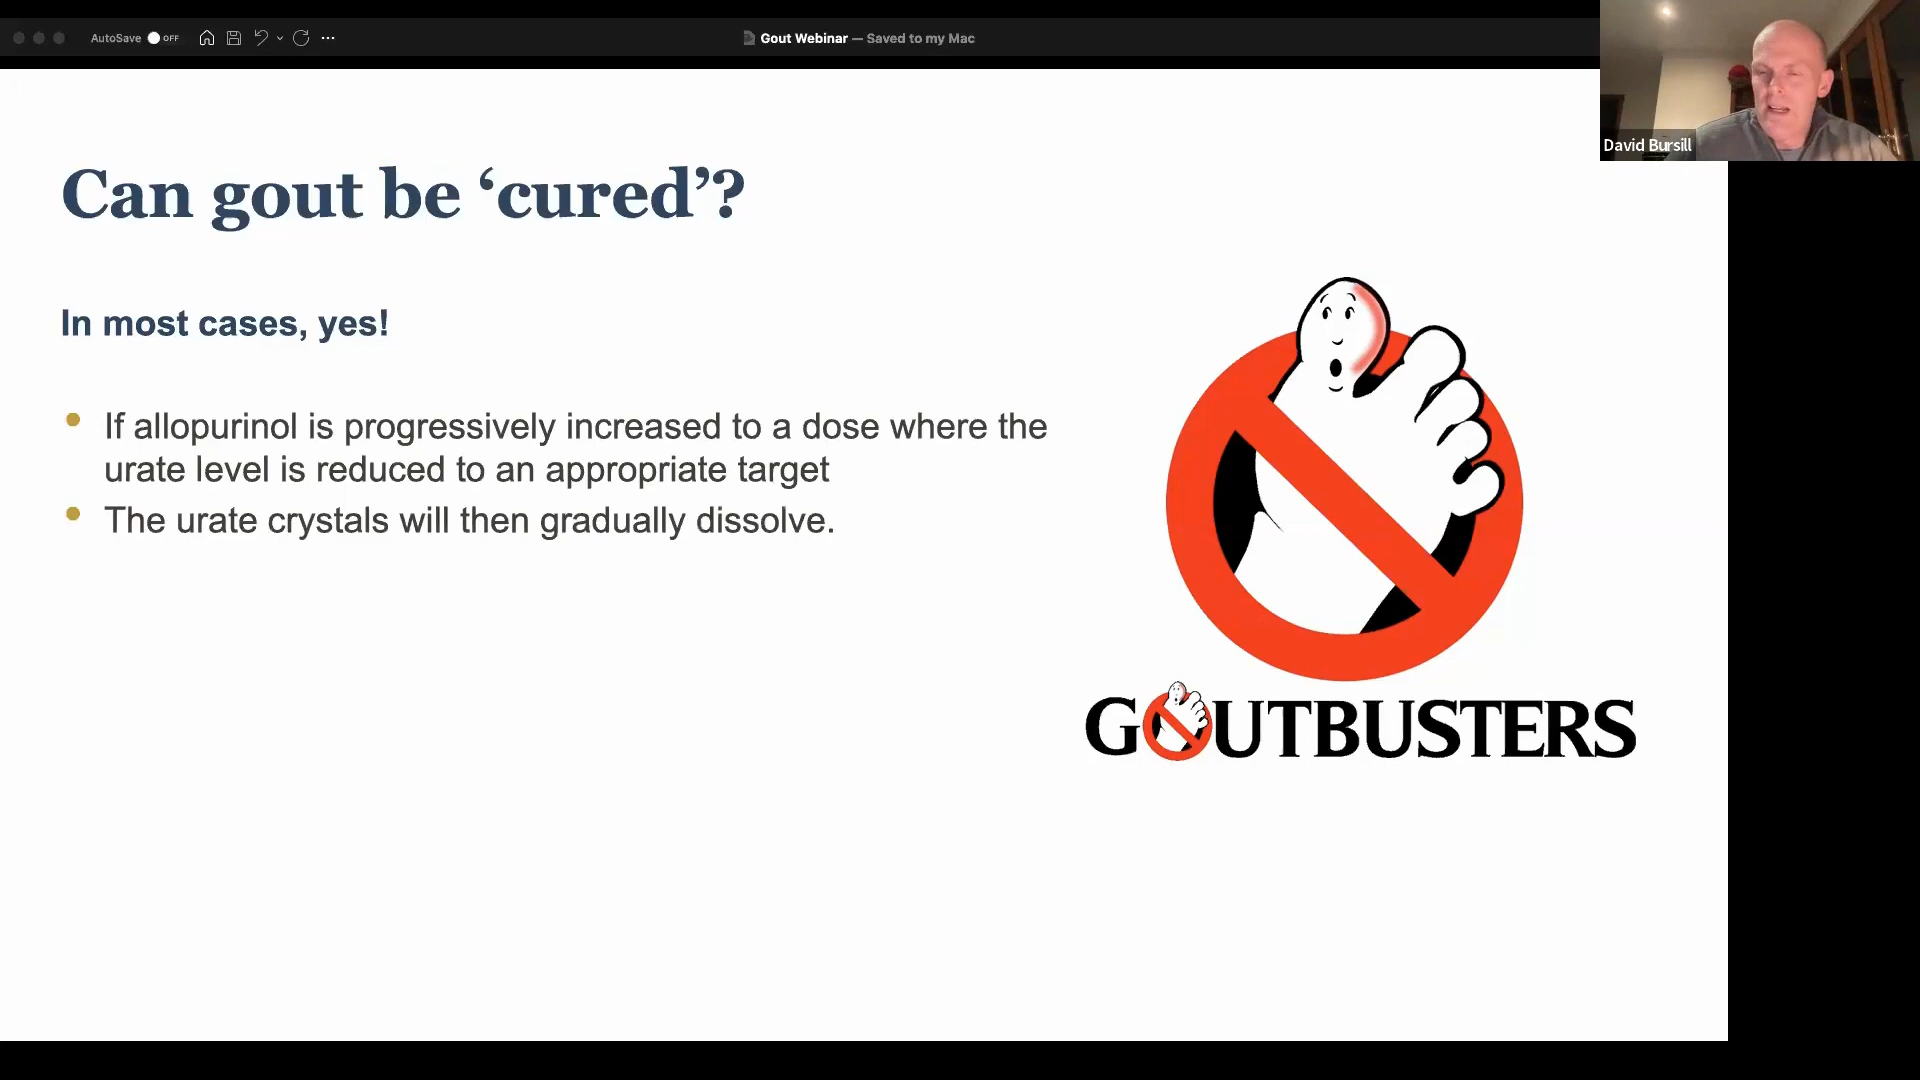 AutoSave OFF
Gout Webinar — Saved to my Mac
David Bursill
Can gout be ‘cured’?
In most cases, yes!
• If allopurinol is progressively increased to a dose where the
urate level is reduced to an appropriate target
• The urate crystals will then gradually dissolve.
GOUTBUSTERS